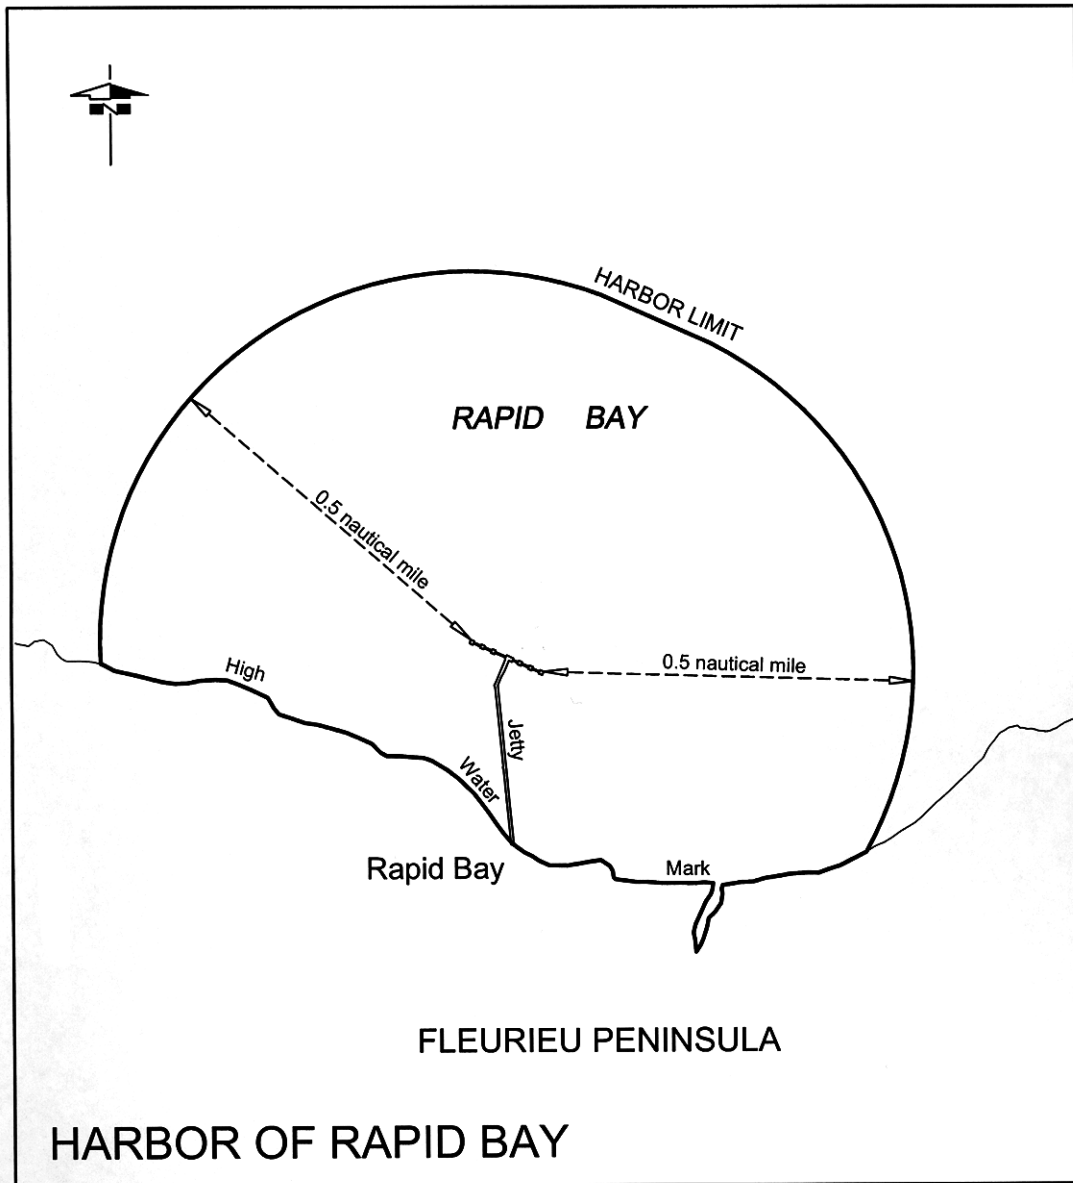 N
HARBOR LIMIT
RAPID BAY
0.5 nautical mile
0.5 nautical mile
High
Jetty
Water
Rapid Bay
Mark
FLEURIEU PENINSULA
HARBOR OF RAPID BAY